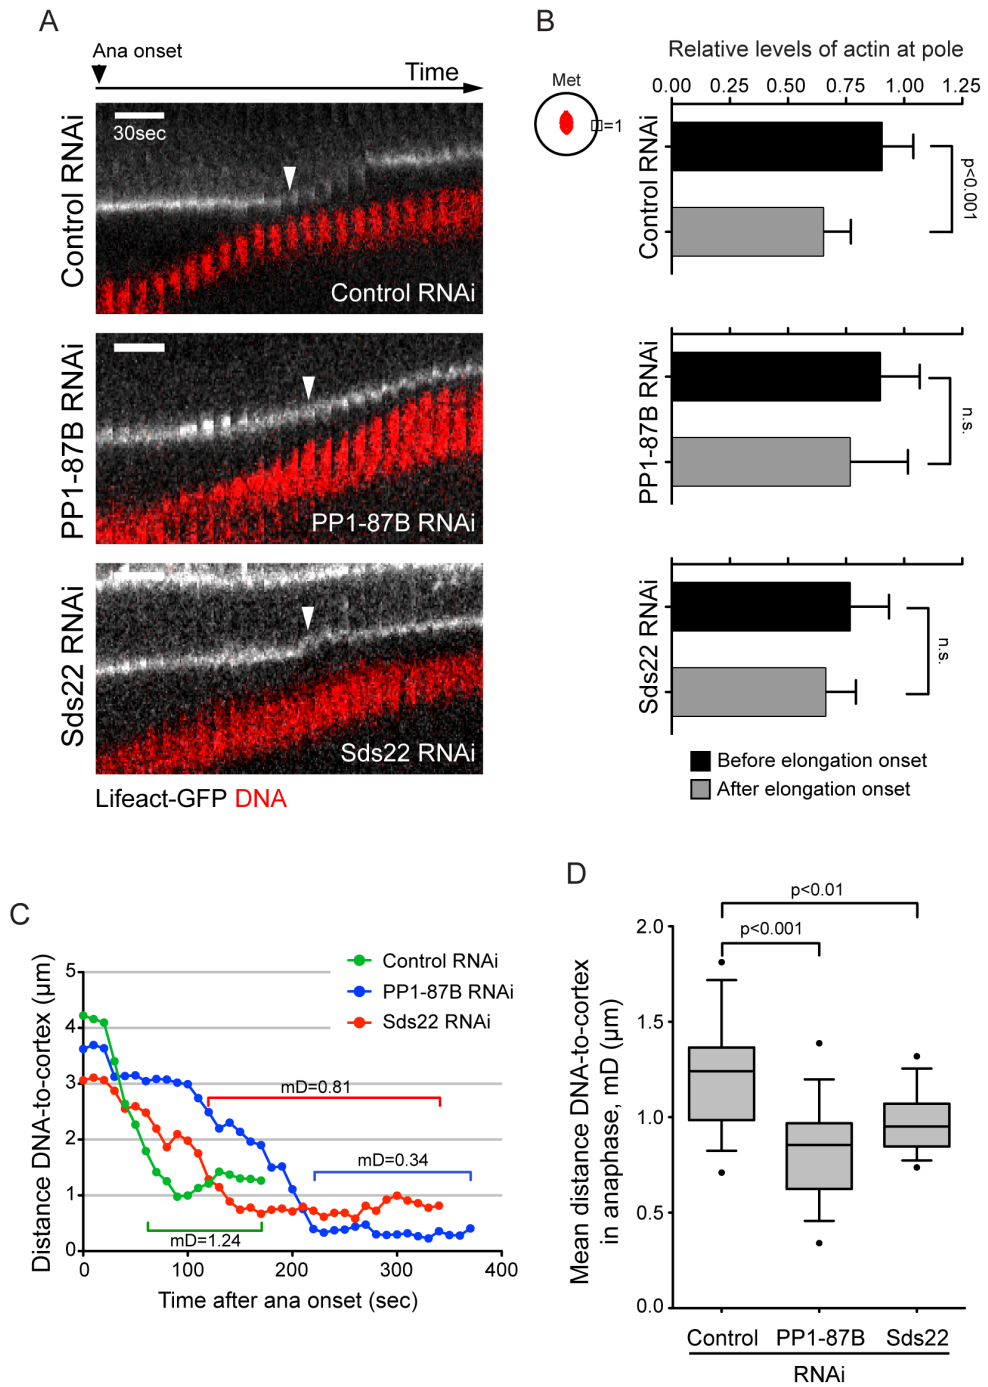 A
Ana onset
Time
Control RNAi
30sec
Control RNAi
PP1-87B RNAi
PP1-87B RNAi
Sds22 RNAi
Sds22 RNAi
Lifeact-GFP DNA
B
Relative levels of actin at pole
Met
=1
0.00 0.25 0.50 0.75 1.00 1.25
Control RNAi
p<0.001
PP1-87B RNAi
n.s.
Sds22 RNAi
n.s.
Before elongation onset
After elongation onset
C
Control RNAi
PP1-87B RNAi
Sds22 RNAi
Distance DNA-to-cortex (µm)
5
4
3
2
1
0
mD=0.81
mD=0.34
mD=1.24
0 100 200 300 400
Time after ana onset (sec)
D
p<0.01
p<0.001
Mean distance DNA-to-cortex
in anaphase, mD (µm)
2.0
1.5
1.0
0.5
0.0
Control PP1-87B Sds22
RNAi